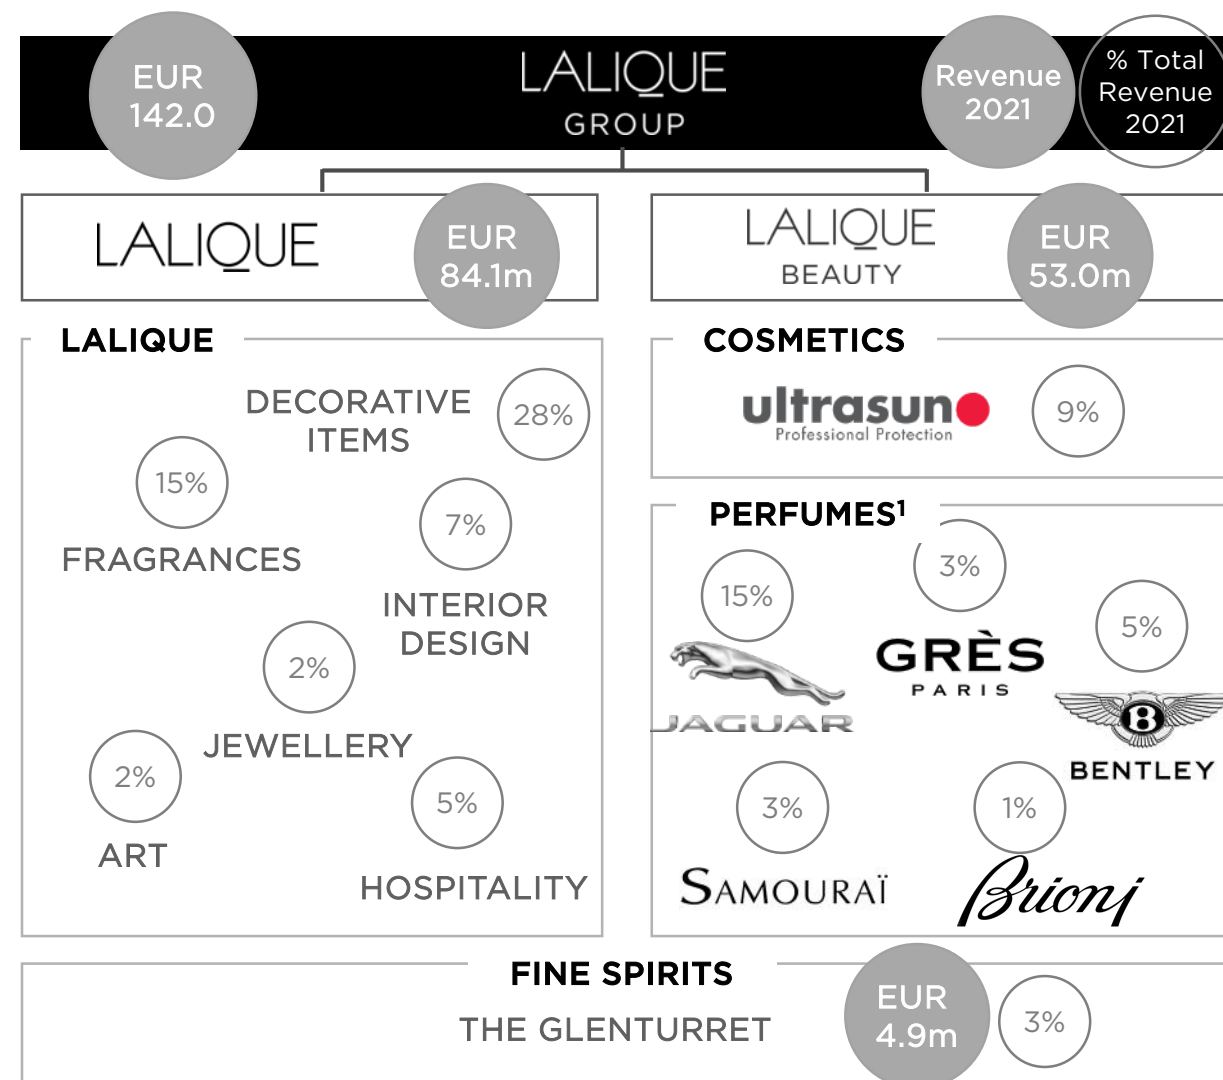 EUR
142.0
LALIQUE
GROUP
Revenue
2021
% Total
Revenue
2021
LALIQUE
EUR
84.1m
LALIQUE
BEAUTY
EUR
53.0m
LALIQUE
DECORATIVE
ITEMS
28%
15%
FRAGRANCES
7%
INTERIOR
DESIGN
2%
JEWELLERY
2%
ART
5%
HOSPITALITY
COSMETICS
ultrasun
Professional Protection
9%
PERFUMES¹
15%
JAGUAR
3%
GRÈS
PARIS
5%
B
BENTLEY
3%
SAMOURAÏ
1%
Brioni
FINE SPIRITS
THE GLENTURRET
EUR
4.9m
3%